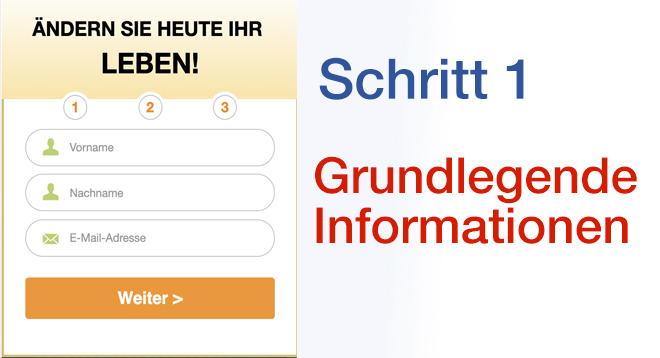 ÄNDERN SIE HEUTE IHR
LEBEN!
1 2 3
Vorname
Nachname
E-Mail-Adresse
Weiter >
Schritt 1
Grundlegende
Informationen